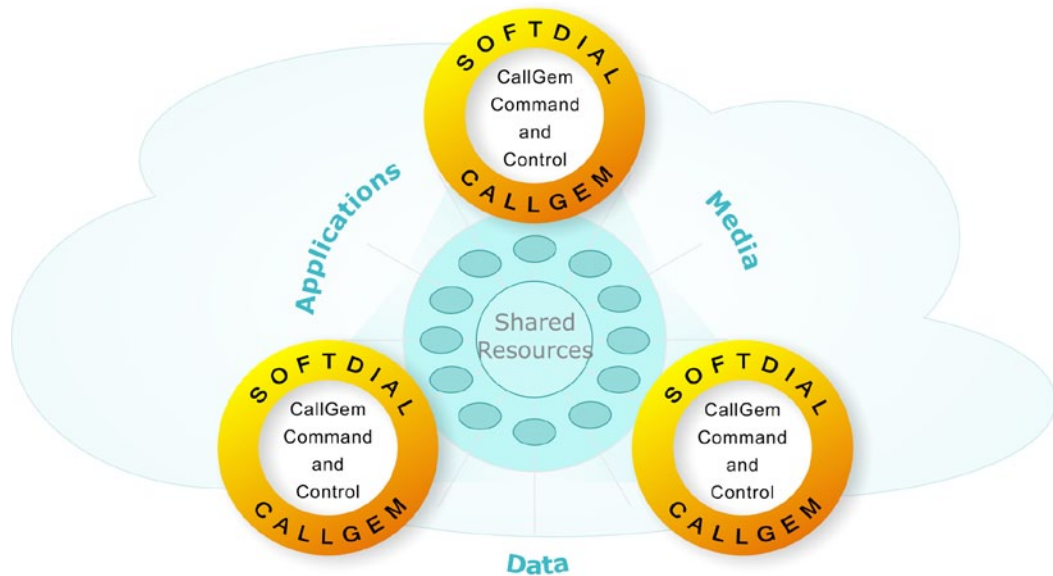 SOFTDIAL
CallGem
Command
and
Control
CALLGEM
Applications
Media
Shared
Resources
SOFTDIAL
CallGem
Command
and
Control
CALLGEM
SOFTDIAL
CallGem
Command
and
Control
CALLGEM
Data